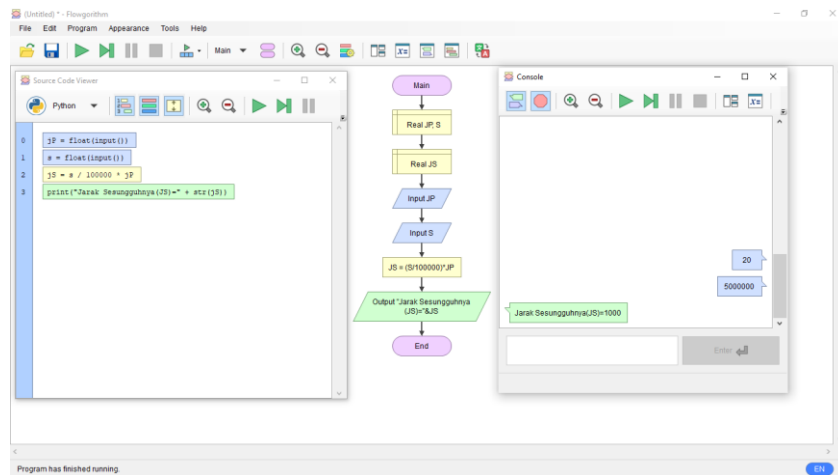 (Untitled) * - Flowgorithm
File Edit Program Appearance Tools Help
Main
Source Code Viewer
Python
0 jP = float(input())
1 s = float(input())
2 jS = s / 100000 * jP
3 print("Jarak Sesungguhnya(JS)=" + str(jS))
Main
Real JP, S
Real JS
Input JP
Input S
JS = (S/100000)*JP
Output "Jarak Sesungguhnya
(JS)="&JS
End
Console
20
5000000
Jarak Sesungguhnya(JS)=1000
Enter
Program has finished running.
EN